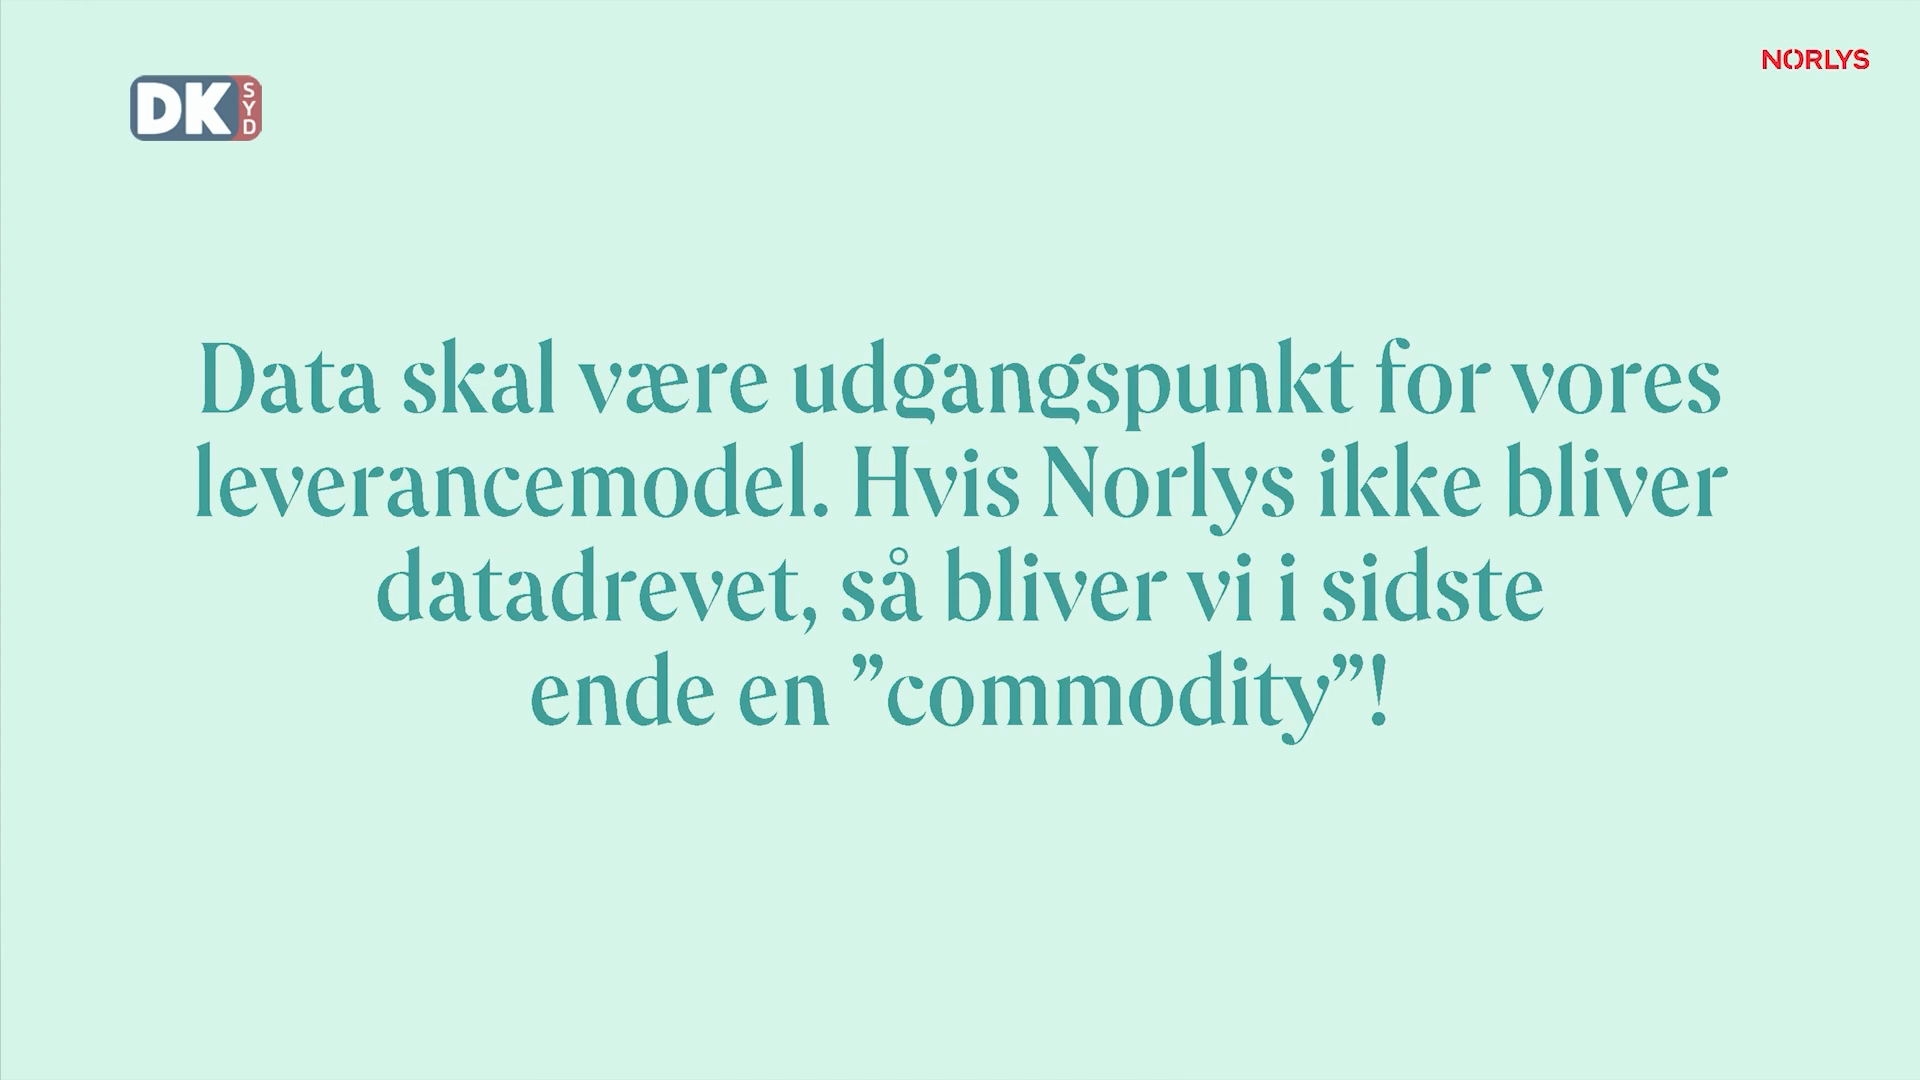 DK SYD
NORLYS
Data skal være udgangspunkt for vores
leverancemodel. Hvis Norlys ikke bliver
datadrevet, så bliver vi i sidste
ende en ”commodity”!